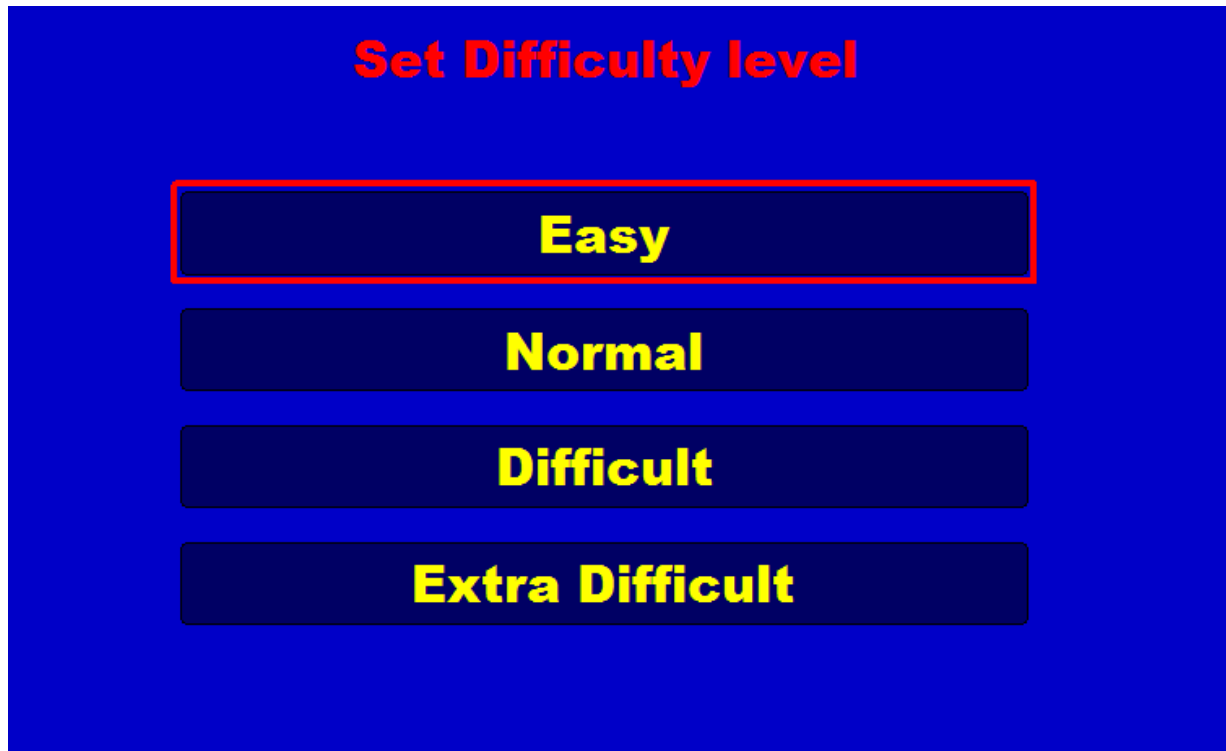 Set Difficulty level
Easy
Normal
Difficult
Extra Difficult